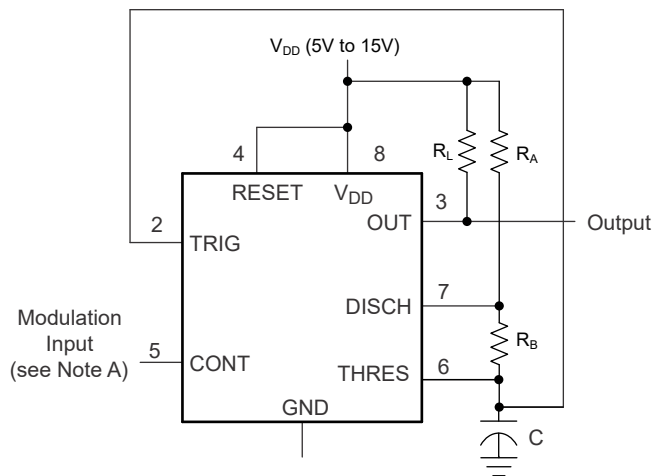 V_DD (5V to 15V)
4
8
R_L
R_A
RESET
V_DD
3
2
OUT
Output
TRIG
7
DISCH
Modulation
Input
(see Note A)
5
CONT
R_B
6
THRES
GND
C